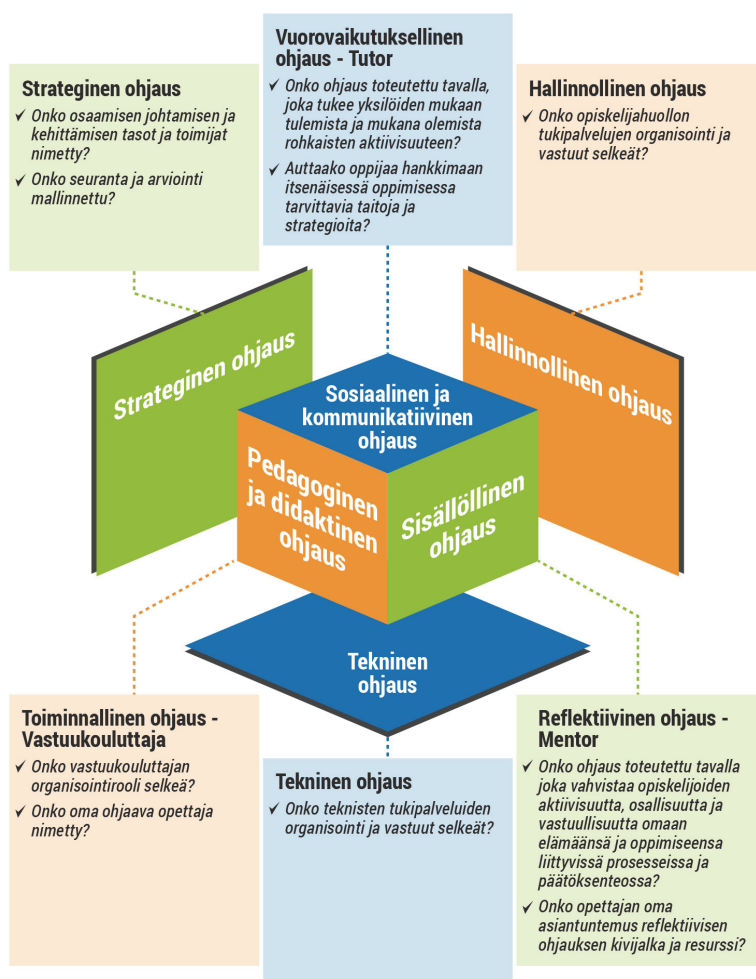 Strateginen ohjaus
✓ Onko osaamisen johtamisen ja
kehittämisen tasot ja toimijat
nimetty?
✓ Onko seuranta ja arviointi
mallinnettu?
Vuorovaikutuksellinen
ohjaus - Tutor
✓ Onko ohjaus toteutettu tavalla,
joka tukee yksilöiden mukaan
tulemista ja mukana olemista
rohkaisten aktiivisuuteen?
✓ Auttaako oppijaa hankkimaan
itsenäisessä oppimisessa
tarvittavia taitoja ja
strategioita?
Hallinnollinen ohjaus
✓ Onko opiskelijahuollon
tukipalvelujen organisointi ja
vastuut selkeät?
Strateginen ohjaus
Hallinnollinen ohjaus
Sosiaalinen ja
kommunikatiivinen
ohjaus
Pedagoginen
ja didaktinen
ohjaus
Sisällöllinen
ohjaus
Tekninen
ohjaus
Toiminnallinen ohjaus -
Vastuukouluttaja
✓ Onko vastuukouluttajan
organisointirooli selkeä?
✓ Onko oma ohjaava opettaja
nimetty?
Tekninen ohjaus
✓ Onko teknisten tukipalveluiden
organisointi ja vastuut selkeät?
Reflektiivinen ohjaus -
Mentor
✓ Onko ohjaus toteutettu tavalla
joka vahvistaa opiskelijoiden
aktiivisuutta, osallisuutta ja
vastuullisuutta omaan
elämäänsä ja oppimiseensa
liittyvissä prosesseissa ja
päätöksenteossa?
✓ Onko opettajan oma
asiantuntemus reflektiivisen
ohjauksen kivijalka ja resurssi?